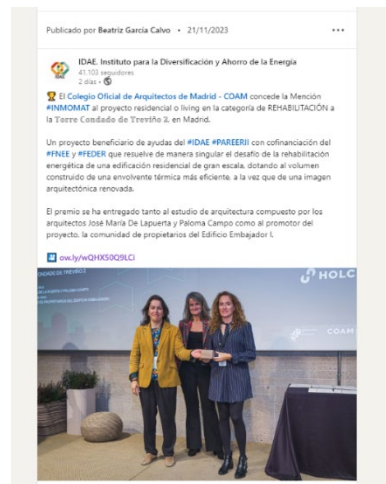 Publicado por Beatriz García Calvo • 21/11/2023
IDAE. Instituto para la Diversificación y Ahorro de la Energía
41.103 seguidores
2 días •
El Colegio Oficial de Arquitectos de Madrid - COAM concede la Mención
#INMOMAT al proyecto residencial o living en la categoría de REHABILITACIÓN a
la Torre Condado de Treviño 2, en Madrid.
Un proyecto beneficiario de ayudas del #IDAE #PAREERII con cofinanciación del
#FNEE y #FEDER que resuelve de manera singular el desafío de la rehabilitación
energética de una edificación residencial de gran escala, dotando al volumen
construido de una envolvente térmica más eficiente, a la vez que de una imagen
arquitectónica renovada.
El premio se ha entregado tanto al estudio de arquitectura compuesto por los
arquitectos José María De Lapuerta y Paloma Campo como al promotor del
proyecto, la comunidad de propietarios del Edificio Embajador I.
ow.ly/wQHX50Q9LCi
HOLC
COAM